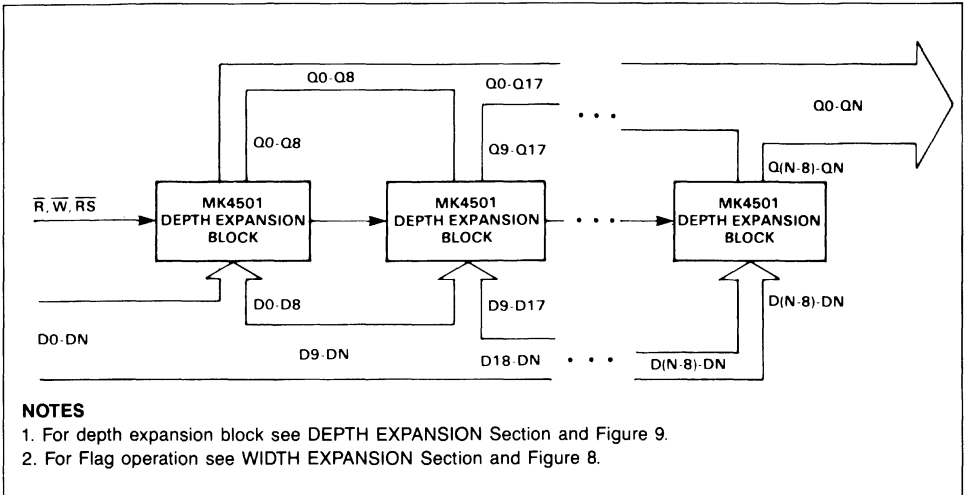 Q0-Q8
Q0-Q17
Q0-QN
Q0-Q8
Q9-Q17
Q(N-8)-QN
R̅, W̅, R̅S̅
MK4501
DEPTH EXPANSION
BLOCK
MK4501
DEPTH EXPANSION
BLOCK
MK4501
DEPTH EXPANSION
BLOCK
D0-D8
D9-D17
D(N-8)-DN
D0-DN
D9-DN
D18-DN
D(N-8)-DN
NOTES
1. For depth expansion block see DEPTH EXPANSION Section and Figure 9.
2. For Flag operation see WIDTH EXPANSION Section and Figure 8.